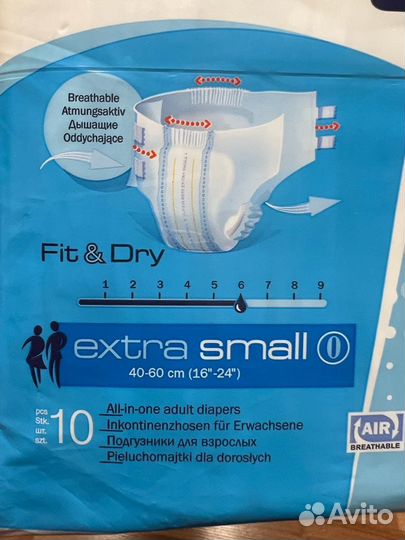 Breathable
Atmungsaktiv
Дышащие
Oddychające
Fit & Dry
1 2 3 4 5 6 7 8 9
extra small 0
40-60 cm (16"-24")
pcs
Stk.
шт.
szt.
10
All-in-one adult diapers
Inkontinenzhosen für Erwachsene
Подгузники для взрослых
Pieluchomajtki dla dorosłych
AIR
BREATHABLE
Avito